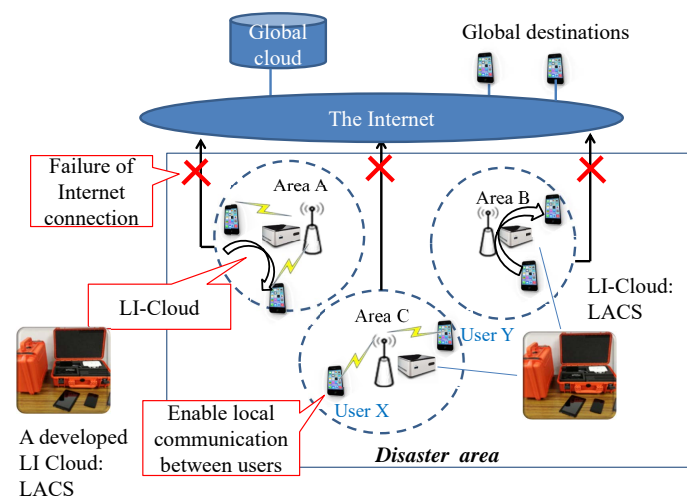 Global
cloud
Global destinations
The Internet
Failure of
Internet
connection
Area A
Area B
LI-Cloud
LI-Cloud:
LACS
Area C
User Y
User X
Enable local
communication
between users
A developed
LI Cloud:
LACS
Disaster area